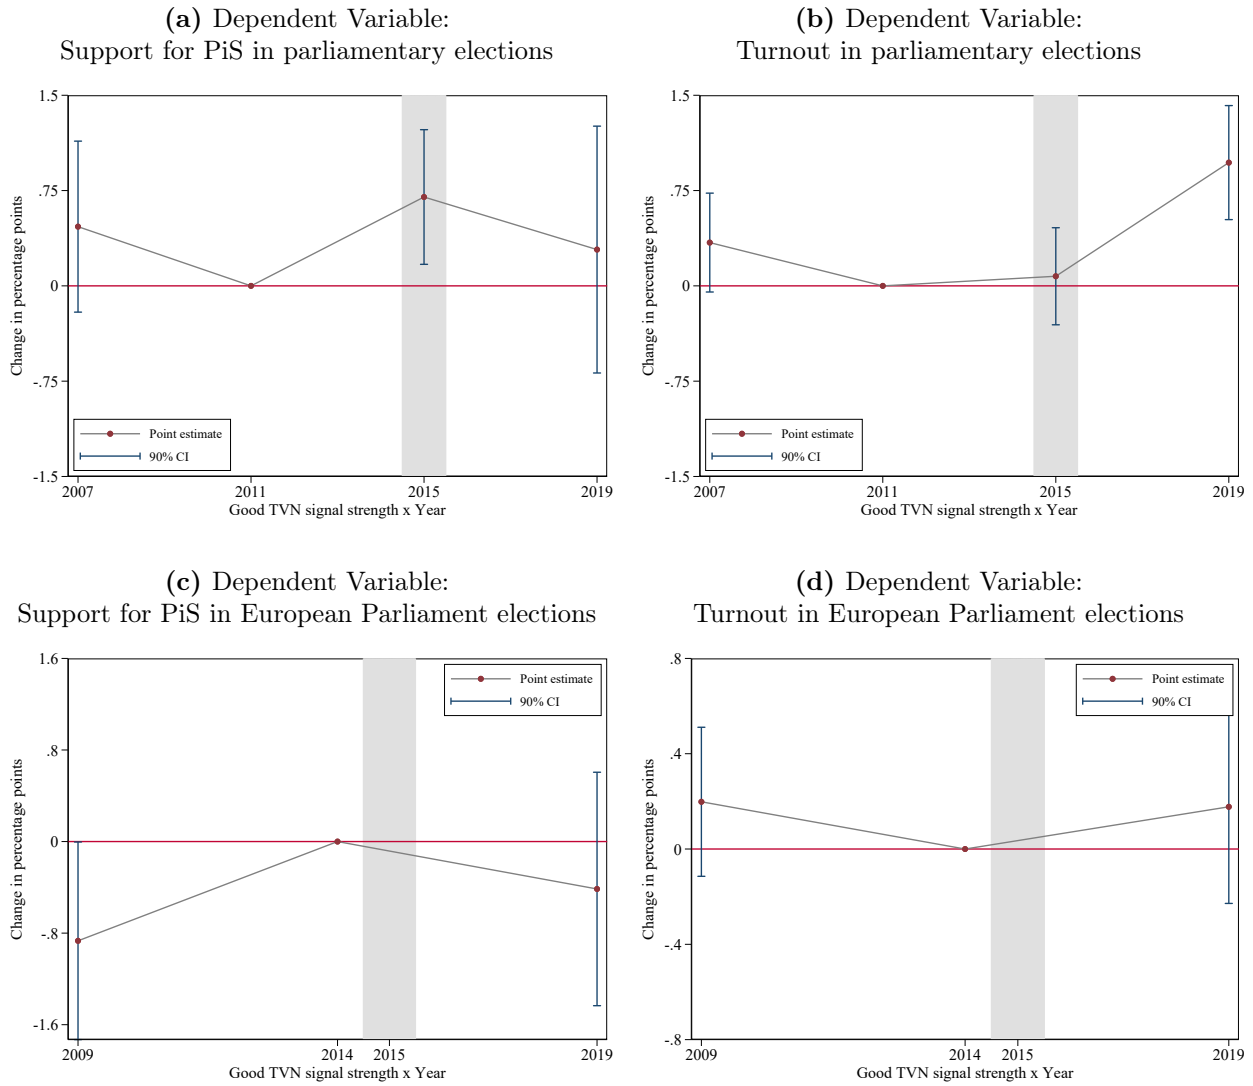 (a) Dependent Variable:
Support for PiS in parliamentary elections
1.5
.75
0
-.75
-1.5
Change in percentage points
Point estimate
90% CI
2007
2011
2015
2019
Good TVN signal strength x Year
(b) Dependent Variable:
Turnout in parliamentary elections
1.5
.75
0
-.75
-1.5
Change in percentage points
Point estimate
90% CI
2007
2011
2015
2019
Good TVN signal strength x Year
(c) Dependent Variable:
Support for PiS in European Parliament elections
1.6
.8
0
-.8
-1.6
Change in percentage points
Point estimate
90% CI
2009
2014
2015
2019
Good TVN signal strength x Year
(d) Dependent Variable:
Turnout in European Parliament elections
.8
.4
0
-.4
-.8
Change in percentage points
Point estimate
90% CI
2009
2014
2015
2019
Good TVN signal strength x Year